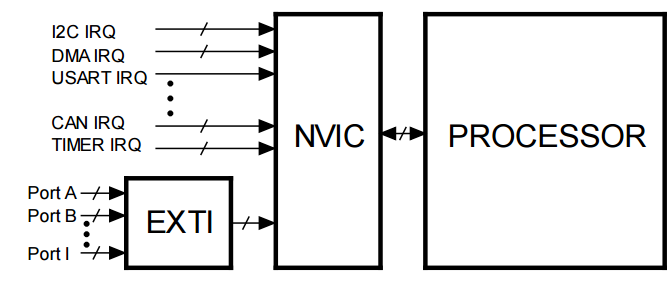 I2C IRQ
DMA IRQ
USART IRQ
CAN IRQ
TIMER IRQ
NVIC
PROCESSOR
Port A
Port B
Port I
EXTI